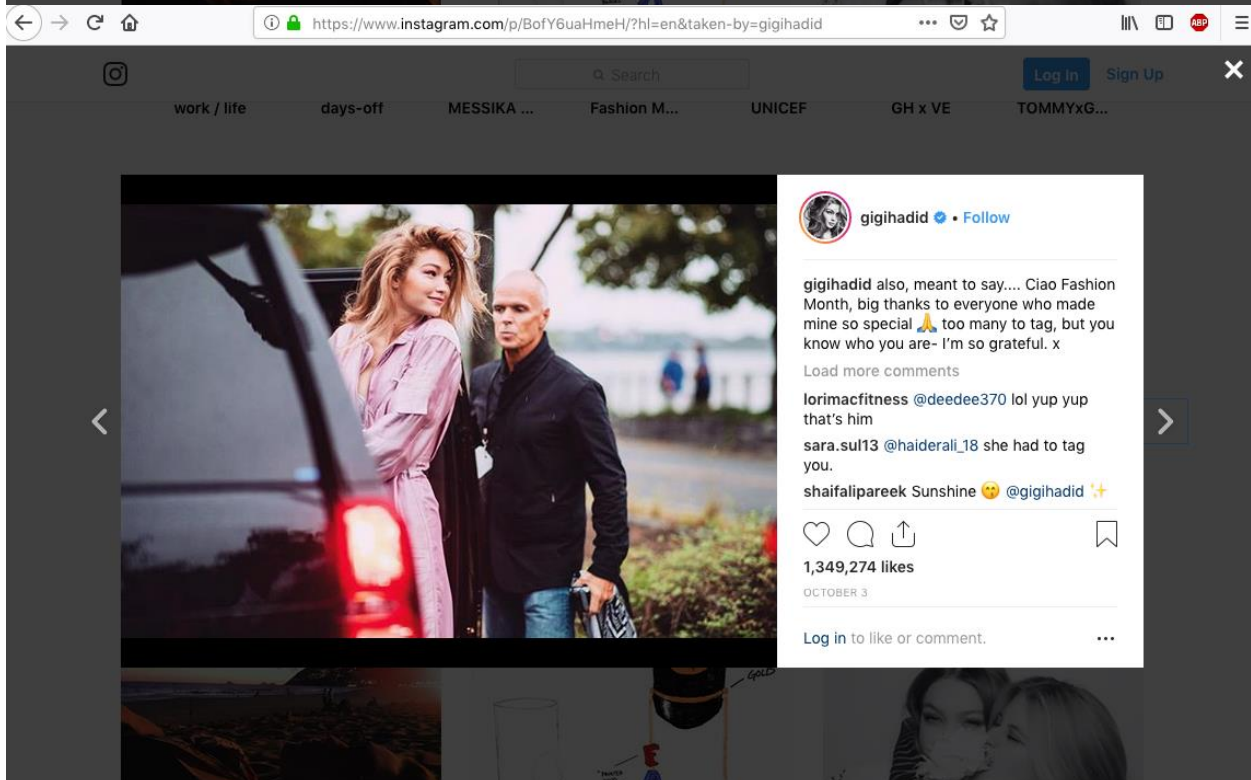 https://www.instagram.com/p/BofY6uaHmeH/?hl=en&taken-by=gigihadid
ABP
Search
Log In
Sign Up
work / life
days-off
MESSIKA ...
Fashion M...
UNICEF
GH x VE
TOMMYxG...
gigihadid • Follow
gigihadid also, meant to say.... Ciao Fashion
Month, big thanks to everyone who made
mine so special 🙏 too many to tag, but you
know who you are- I’m so grateful. x
Load more comments
lorimacfitness @deedee370 lol yup yup
that’s him
sara.sul13 @haiderali_18 she had to tag
you.
shaifalipareek Sunshine 😙 @gigihadid ✨
1,349,274 likes
OCTOBER 3
Log in to like or comment.
GOLD